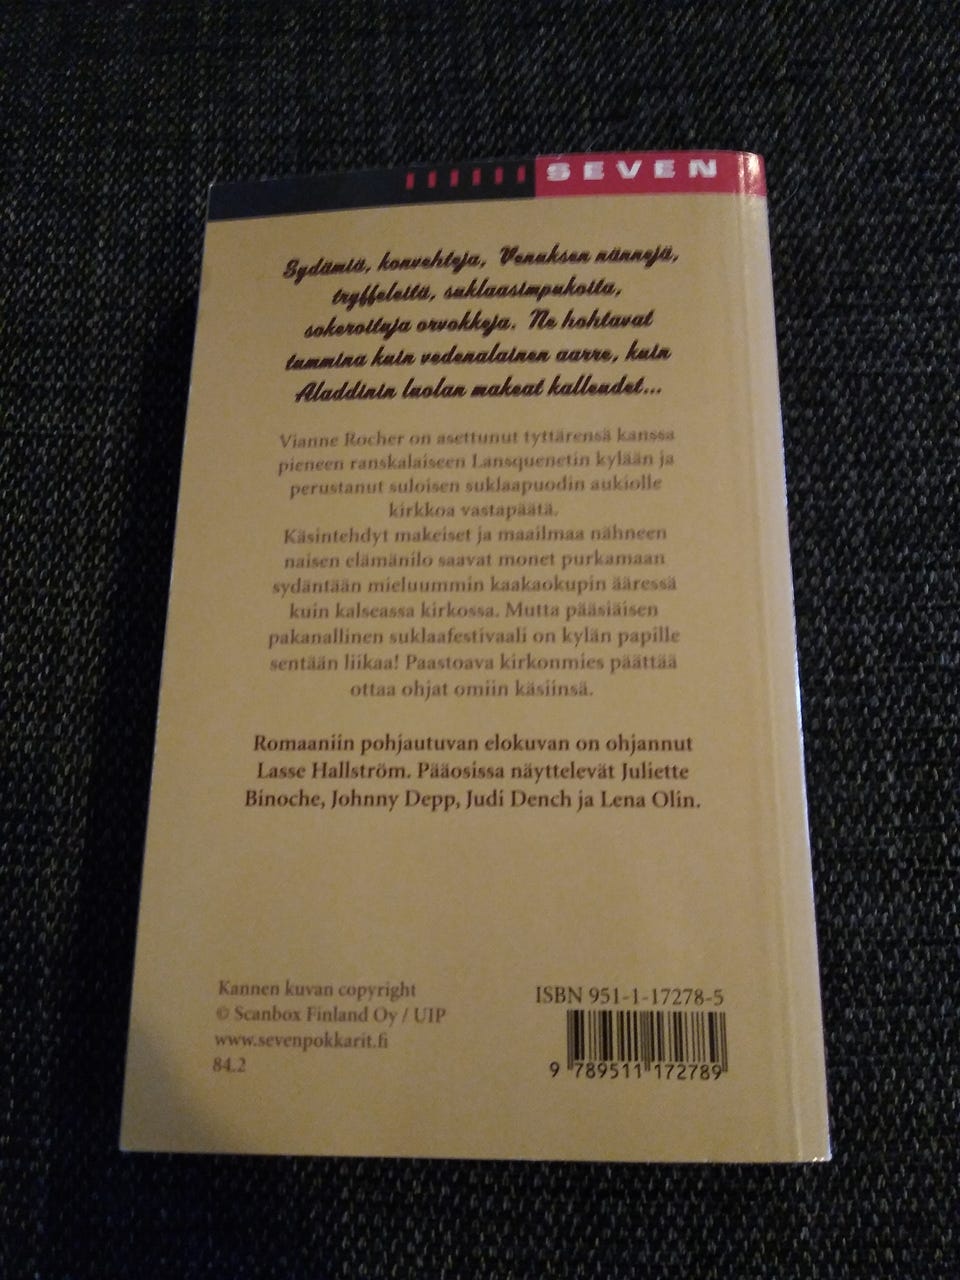 SEVEN
Sydämiä, konvehteja, Venuksen nännejä,
tryffeleitä, suklaasimpukoita,
sokeroituja orvokkeja. Ne hohtavat
tummina kuin vedenalainen aarre, kuin
Aladdinin luolan makeat kalleudet...
Vianne Rocher on asettunut tyttärensä kanssa
pieneen ranskalaiseen Lansquenetin kylään ja
perustanut suloisen suklaapuodin aukiolle
kirkkoa vastapäätä.
Käsintehdyt makeiset ja maailmaa nähneen
naisen elämänilo saavat monet purkamaan
sydäntään mieluummin kaakaokupin ääressä
kuin kalseassa kirkossa. Mutta pääsiäisen
pakanallinen suklaafestivaali on kylän papille
sentään liikaa! Paastoava kirkonmies päättää
ottaa ohjat omiin käsiinsä.
Romaaniin pohjautuvan elokuvan on ohjannut
Lasse Hallström. Pääosissa näyttelevät Juliette
Binoche, Johnny Depp, Judi Dench ja Lena Olin.
Kannen kuvan copyright
© Scanbox Finland Oy / UIP
www.sevenpokkarit.fi
84.2
ISBN 951-1-17278-5
9 789511 172789